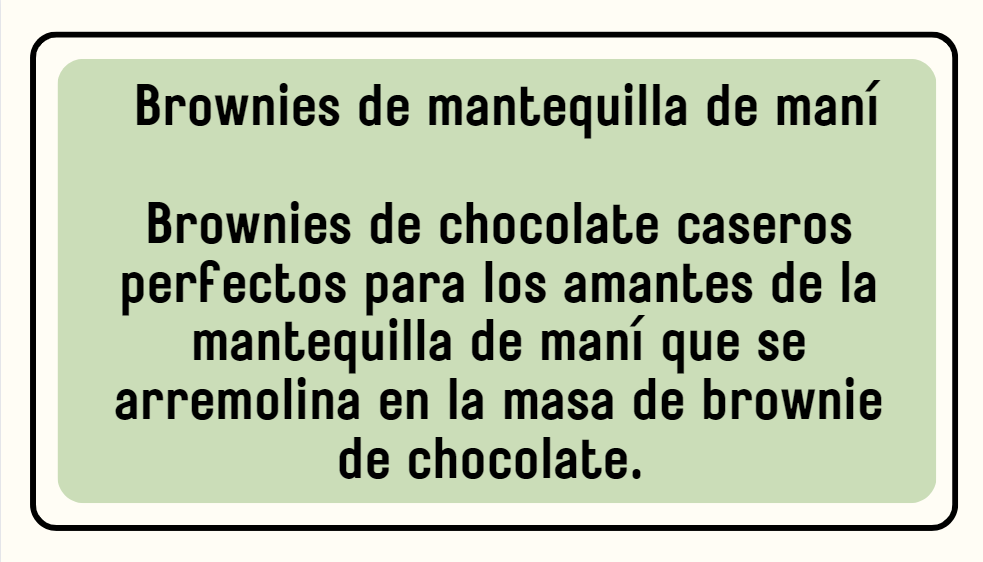 Brownies de mantequilla de maní
Brownies de chocolate caseros
perfectos para los amantes de la
mantequilla de maní que se
arremolina en la masa de brownie
de chocolate.